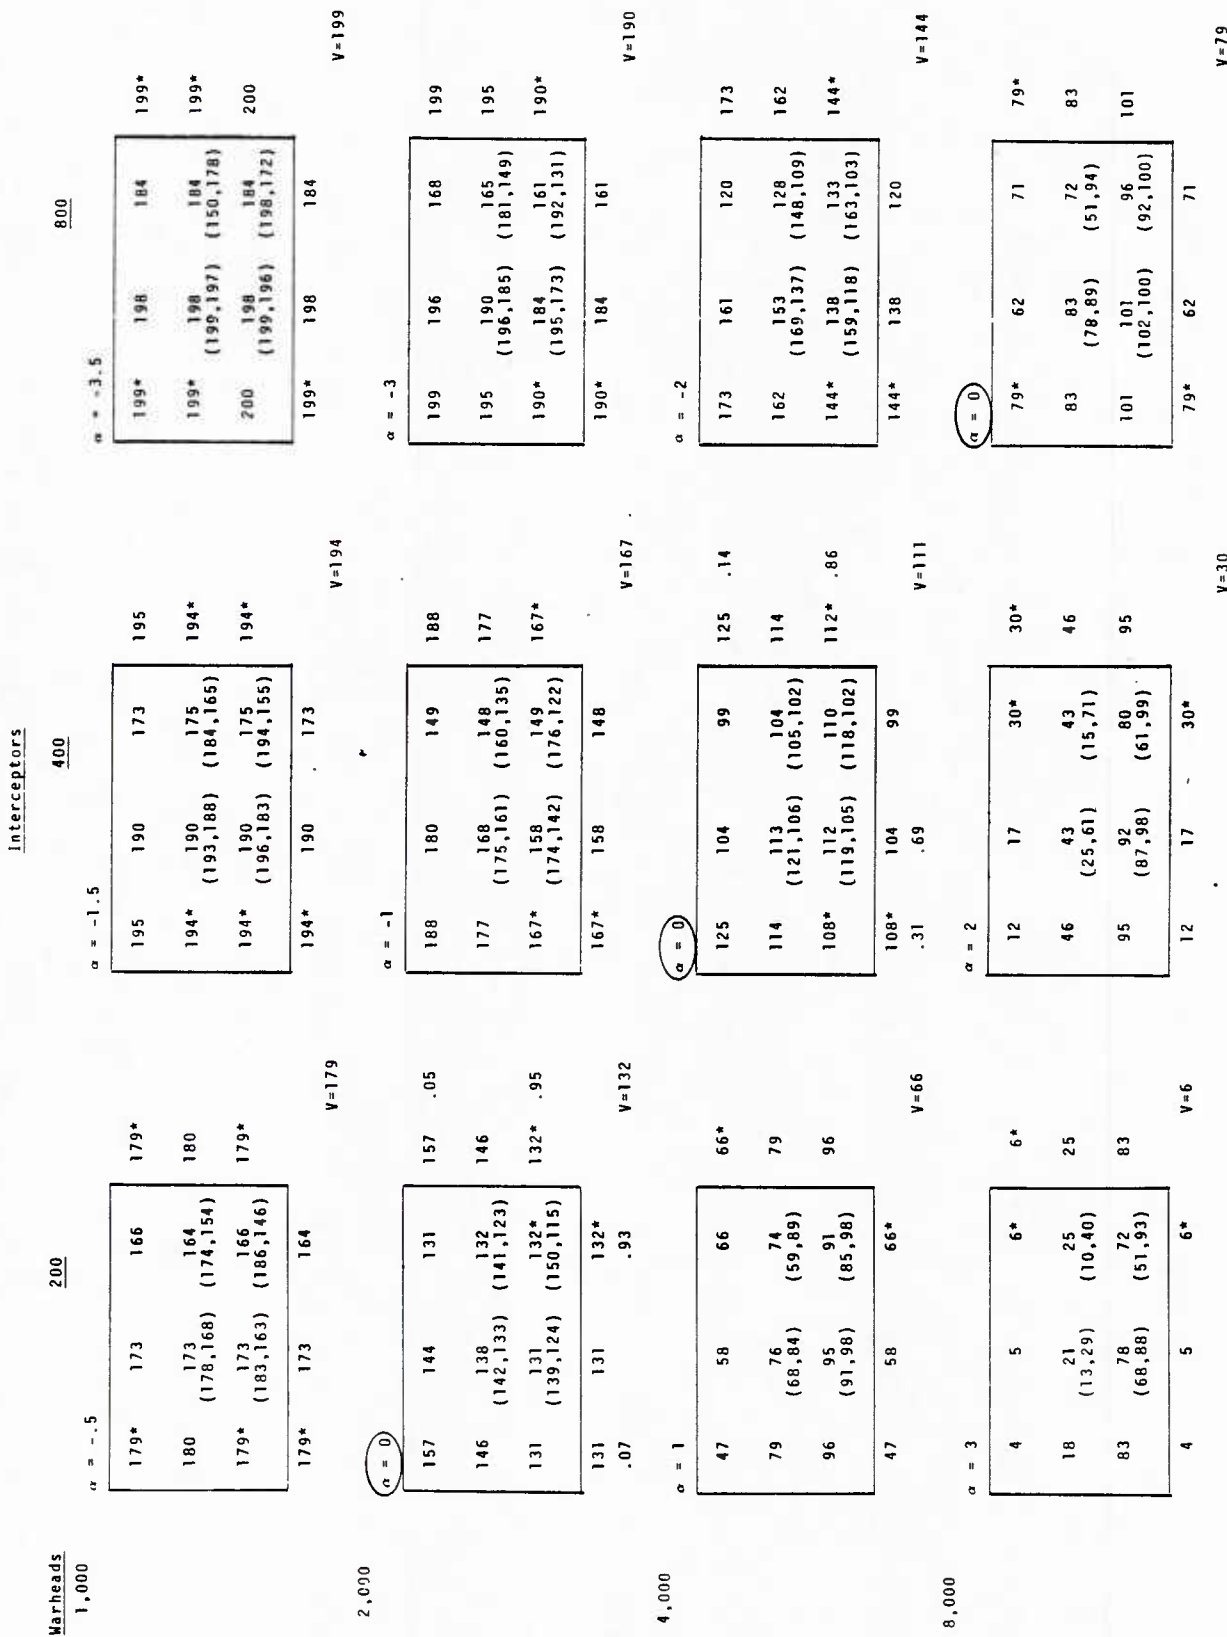 Interceptors
Warheads 200 400 800
1,000
α = -.5 α = -1.5 α = -3.5
179* 173 166 179* 195 190 173 195 199* 198 184 199*
180 173 164 180 194* 190 175 194* 199* 198 184 199*
(178,168) (174,154) (193,188) (184,165) (199,197) (150,178)
179* 173 166 179* 194* 190 175 194* 200 198 184 200
(183,163) (186,146) (196,183) (194,155) (199,196) (198,172)
179* 173 164 194* 190 173 199* 198 184
V=179 V=194 V=199
2,000
α = 0 α = -1 α = -3
157 144 131 157 .05 188 180 149 188 199 196 168 199
146 138 132 146 177 168 148 177 195 190 165 195
(142,133) (141,123) (175,161) (160,135) (196,185) (181,149)
131 131 132* 132* .95 167* 158 149 167* 190* 184 161 190*
(139,124) (150,115) (174,142) (176,122) (195,173) (192,131)
131 131 132* 167* 158 148 190* 184 161
.07 .93
V=132 V=167 V=190
4,000
α = 1 α = 0 α = -2
47 58 66 66* 125 104 99 125 .14 173 161 120 173
79 76 74 79 114 113 104 114 162 153 128 162
(68,84) (59,89) (121,106) (105,102) (169,137) (148,109)
96 95 91 96 108* 112 110 112* .86 144* 138 133 144*
(91,98) (85,98) (119,105) (118,102) (159,118) (163,103)
47 58 66* 108* 104 99 144* 138 120
.31 .69
V=66 V=111 V=144
8,000
α = 3 α = 2 α = 0
4 5 6* 6* 12 17 30* 30* 79* 62 71 79*
18 21 25 25 46 43 43 46 83 83 72 83
(13,29) (10,40) (25,61) (15,71) (78,89) (51,94)
83 78 72 83 95 92 80 95 101 101 96 101
(68,88) (51,93) (87,98) (61,99) (102,100) (92,100)
4 5 6* 12 17 30* 79* 62 71
V=6 V=30 V=79